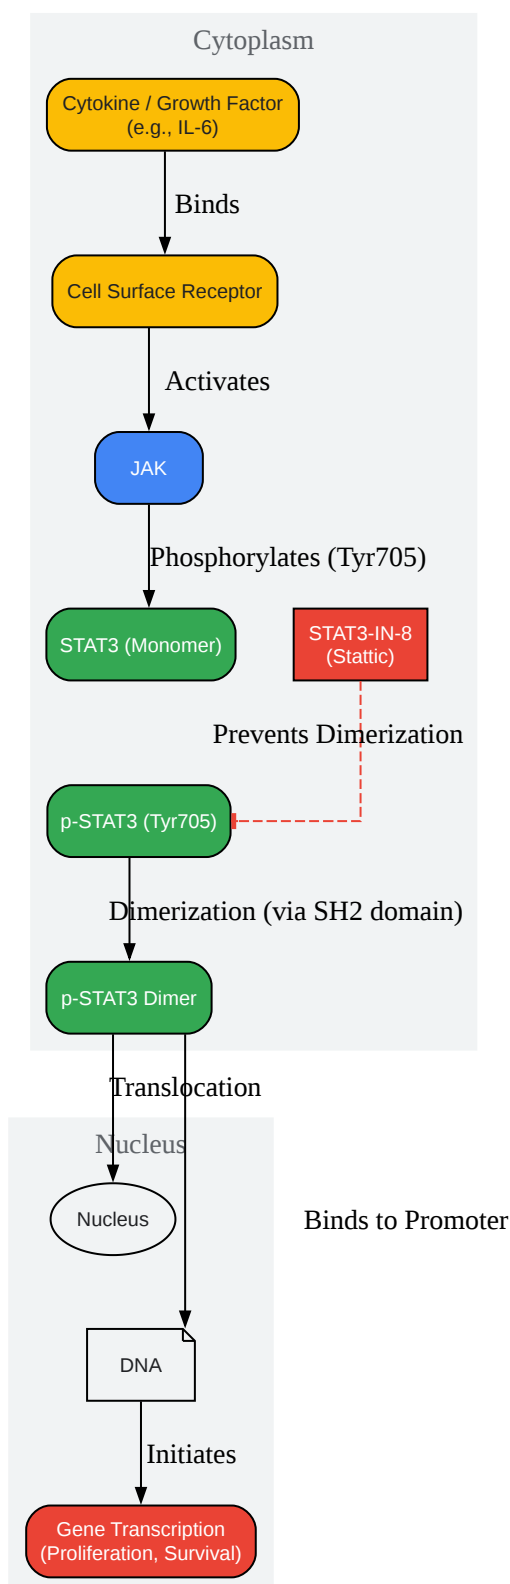 Cytoplasm
Cytokine / Growth Factor
(e.g., IL-6)
Binds
Cell Surface Receptor
Activates
JAK
Phosphorylates (Tyr705)
STAT3 (Monomer)
STAT3-IN-8
(Stattic)
Prevents Dimerization
p-STAT3 (Tyr705)
Dimerization (via SH2 domain)
p-STAT3 Dimer
Translocation
Nucleus
Nucleus
Binds to Promoter
DNA
Initiates
Gene Transcription
(Proliferation, Survival)